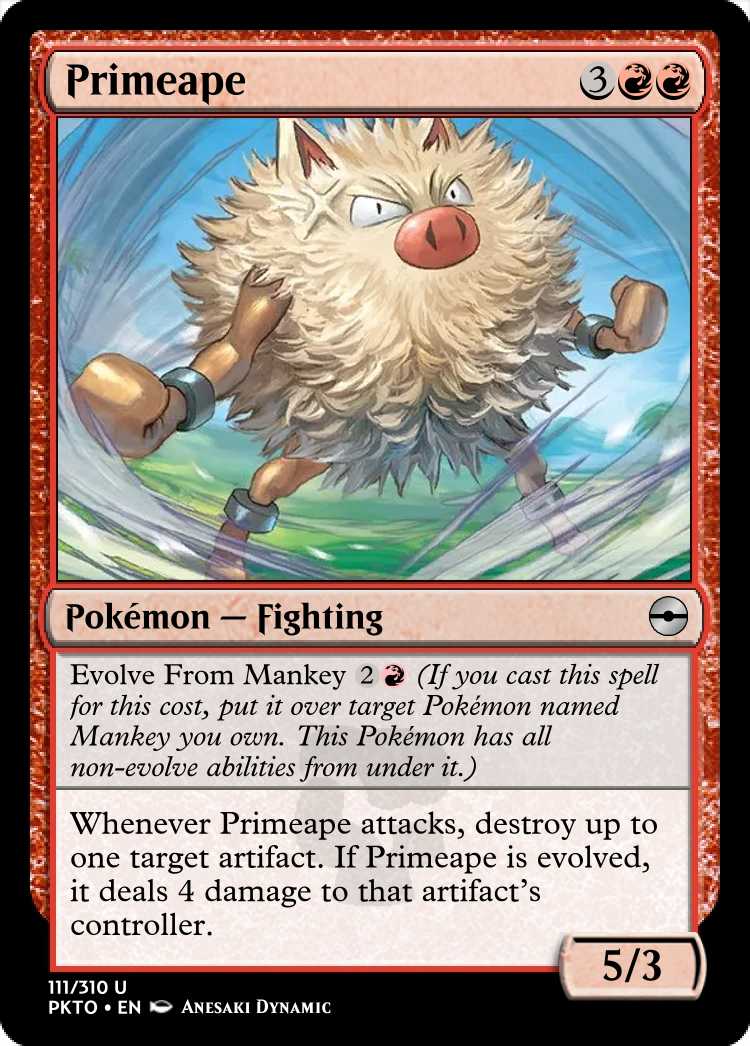 Primeape 3
Pokémon — Fighting
Evolve From Mankey 2 (If you cast this spell
for this cost, put it over target Pokémon named
Mankey you own. This Pokémon has all
non-evolve abilities from under it.)
Whenever Primeape attacks, destroy up to
one target artifact. If Primeape is evolved,
it deals 4 damage to that artifact's
controller.
5/3
111/310 U
PKTO • EN ANESAKI DYNAMIC